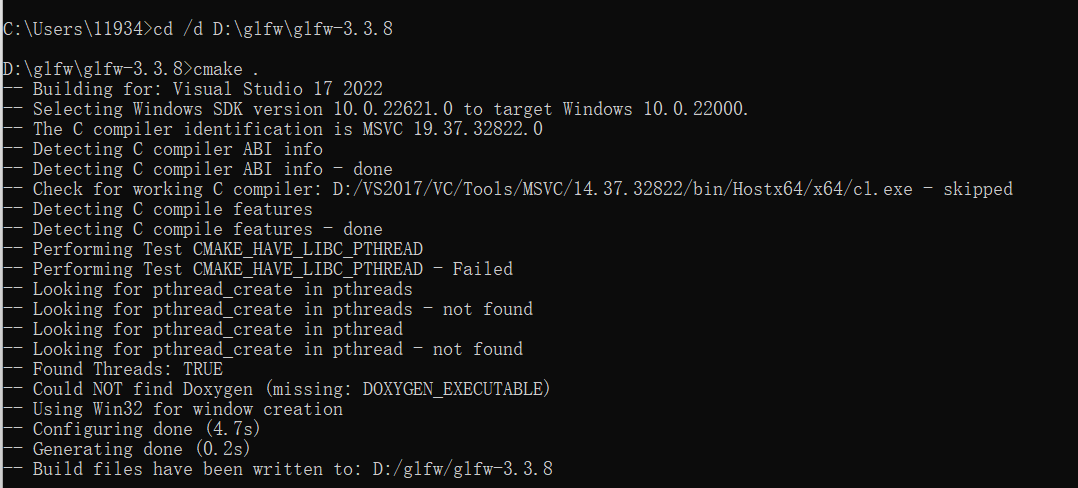 C:\Users\11934>cd /d D:\glfw\glfw-3.3.8
D:\glfw\glfw-3.3.8>cmake .
-- Building for: Visual Studio 17 2022
-- Selecting Windows SDK version 10.0.22621.0 to target Windows 10.0.22000.
-- The C compiler identification is MSVC 19.37.32822.0
-- Detecting C compiler ABI info
-- Detecting C compiler ABI info - done
-- Check for working C compiler: D:/VS2017/VC/Tools/MSVC/14.37.32822/bin/Hostx64/x64/cl.exe - skipped
-- Detecting C compile features
-- Detecting C compile features - done
-- Performing Test CMAKE_HAVE_LIBC_PTHREAD
-- Performing Test CMAKE_HAVE_LIBC_PTHREAD - Failed
-- Looking for pthread_create in pthreads
-- Looking for pthread_create in pthreads - not found
-- Looking for pthread_create in pthread
-- Looking for pthread_create in pthread - not found
-- Found Threads: TRUE
-- Could NOT find Doxygen (missing: DOXYGEN_EXECUTABLE)
-- Using Win32 for window creation
-- Configuring done (4.7s)
-- Generating done (0.2s)
-- Build files have been written to: D:/glfw/glfw-3.3.8